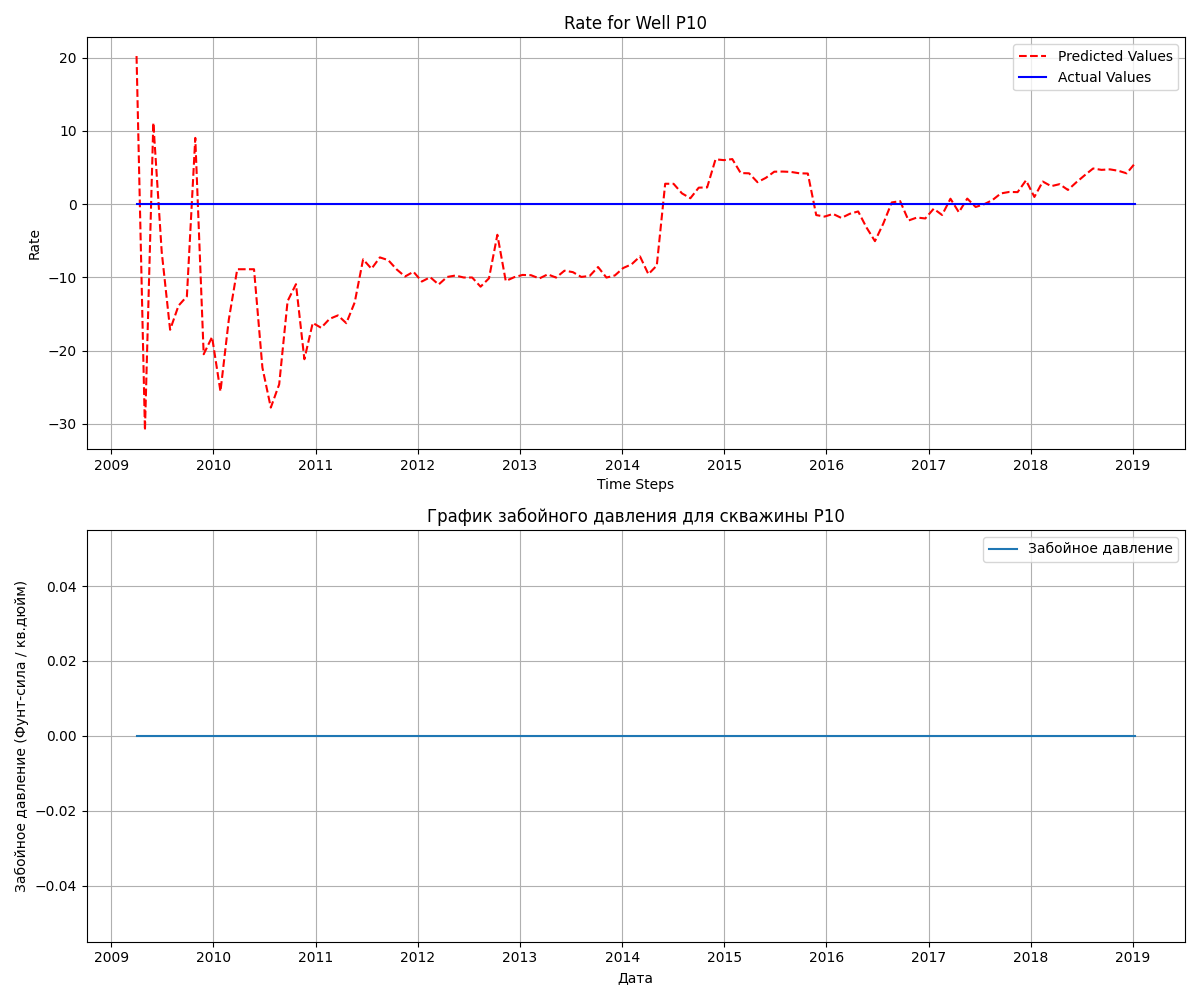 Rate for Well P10
Predicted Values
Actual Values
20
10
0
−10
−20
−30
Rate
2009 2010 2011 2012 2013 2014 2015 2016 2017 2018 2019
Time Steps
График забойного давления для скважины P10
Забойное давление
0.04
0.02
0.00
−0.02
−0.04
Забойное давление (Фунт-сила / кв.дюйм)
2009 2010 2011 2012 2013 2014 2015 2016 2017 2018 2019
Дата